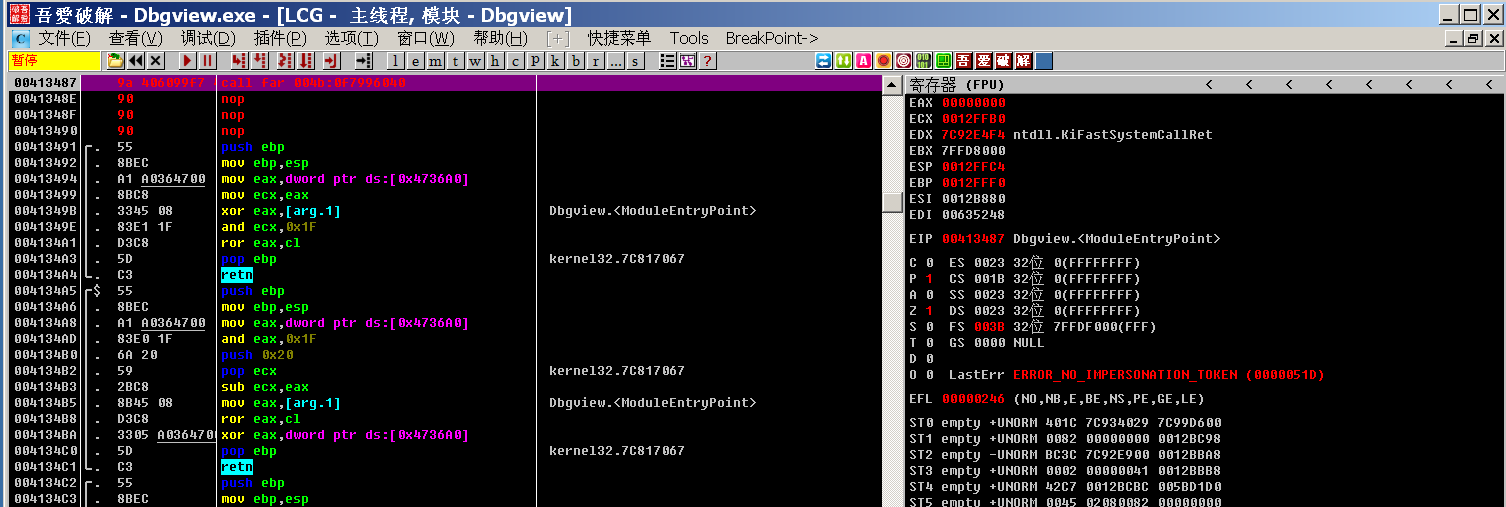 吾爱破解 吾愛破解 - Dbgview.exe - [LCG - 主线程, 模块 - Dbgview]
C 文件(F) 查看(V) 调试(D) 插件(P) 选项(T) 窗口(W) 帮助(H) [+] 快捷菜单 Tools BreakPoint->
暂停 l e m t w h c p k b r ... s ? A 吾 爱 破 解
00413487 9a 406099f7 call far 004b:0f7996040
0041348E 90 nop
0041348F 90 nop
00413490 90 nop
00413491 . 55 push ebp
00413492 . 8BEC mov ebp,esp
00413494 . A1 A0364700 mov eax,dword ptr ds:[0x4736A0]
00413499 . 8BC8 mov ecx,eax
0041349B . 3345 08 xor eax,[arg.1] Dbgview.<ModuleEntryPoint>
0041349E . 83E1 1F and ecx,0x1F
004134A1 . D3C8 ror eax,cl
004134A3 . 5D pop ebp kernel32.7C817067
004134A4 . C3 retn
004134A5 $ 55 push ebp
004134A6 . 8BEC mov ebp,esp
004134A8 . A1 A0364700 mov eax,dword ptr ds:[0x4736A0]
004134AD . 83E0 1F and eax,0x1F
004134B0 . 6A 20 push 0x20
004134B2 . 59 pop ecx kernel32.7C817067
004134B3 . 2BC8 sub ecx,eax
004134B5 . 8B45 08 mov eax,[arg.1] Dbgview.<ModuleEntryPoint>
004134B8 . D3C8 ror eax,cl
004134BA . 3305 A036470 xor eax,dword ptr ds:[0x4736A0]
004134C0 . 5D pop ebp kernel32.7C817067
004134C1 . C3 retn
004134C2 . 55 push ebp
004134C3 . 8BEC mov ebp,esp
寄存器 (FPU) < < < < < < < <
EAX 00000000
ECX 0012FFB0
EDX 7C92E4F4 ntdll.KiFastSystemCallRet
EBX 7FFD8000
ESP 0012FFC4
EBP 0012FFF0
ESI 0012B880
EDI 00635248
EIP 00413487 Dbgview.<ModuleEntryPoint>
C 0 ES 0023 32位 0(FFFFFFFF)
P 1 CS 001B 32位 0(FFFFFFFF)
A 0 SS 0023 32位 0(FFFFFFFF)
Z 1 DS 0023 32位 0(FFFFFFFF)
S 0 FS 003B 32位 7FFDF000(FFF)
T 0 GS 0000 NULL
D 0
O 0 LastErr ERROR_NO_IMPERSONATION_TOKEN (0000051D)
EFL 00000246 (NO,NB,E,BE,NS,PE,GE,LE)
ST0 empty +UNORM 401C 7C934029 7C99D600
ST1 empty +UNORM 0082 00000000 0012BC98
ST2 empty -UNORM BC3C 7C92E900 0012BBA8
ST3 empty +UNORM 0002 00000041 0012BBB8
ST4 empty +UNORM 42C7 0012BCBC 005BD1D0
ST5 empty +UNORM 0045 02080082 00000000